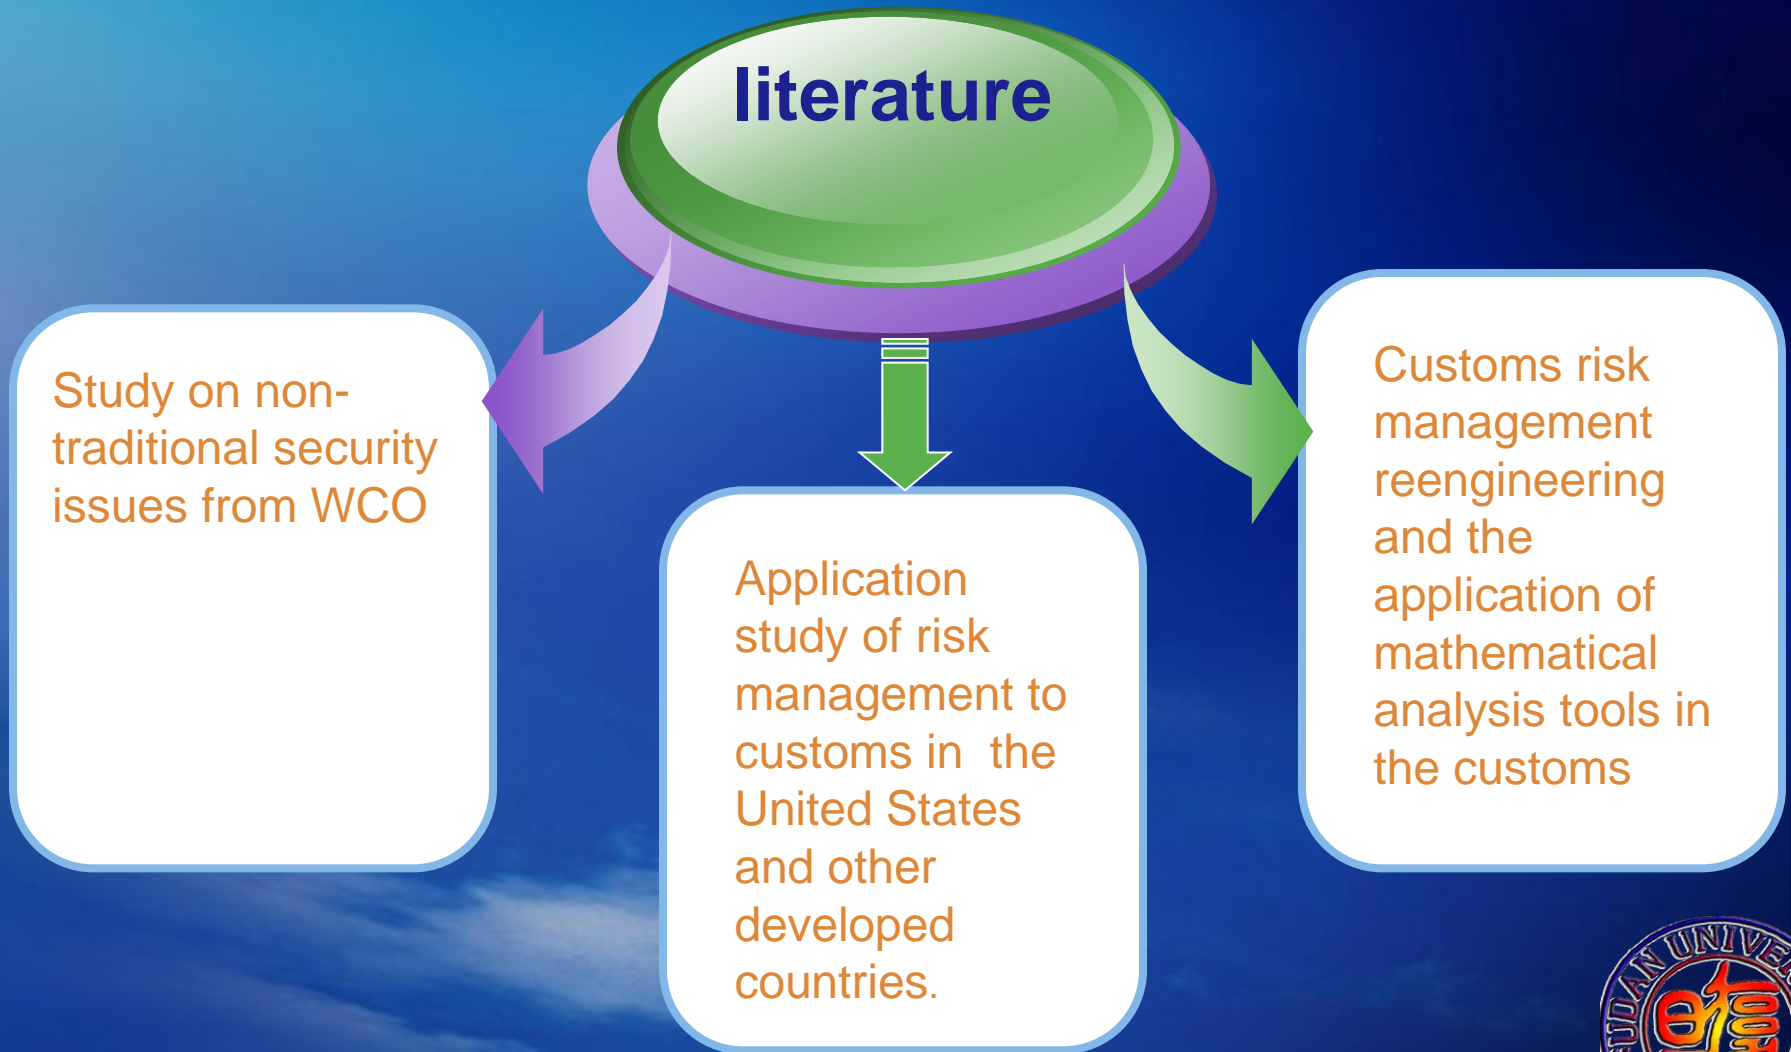 literature
Study on non-
traditional security
issues from WCO
Application
study of risk
management to
customs in  the
United States
and other
developed
countries.
Customs risk
management
reengineering
and the
application of
mathematical
analysis tools in
the customs